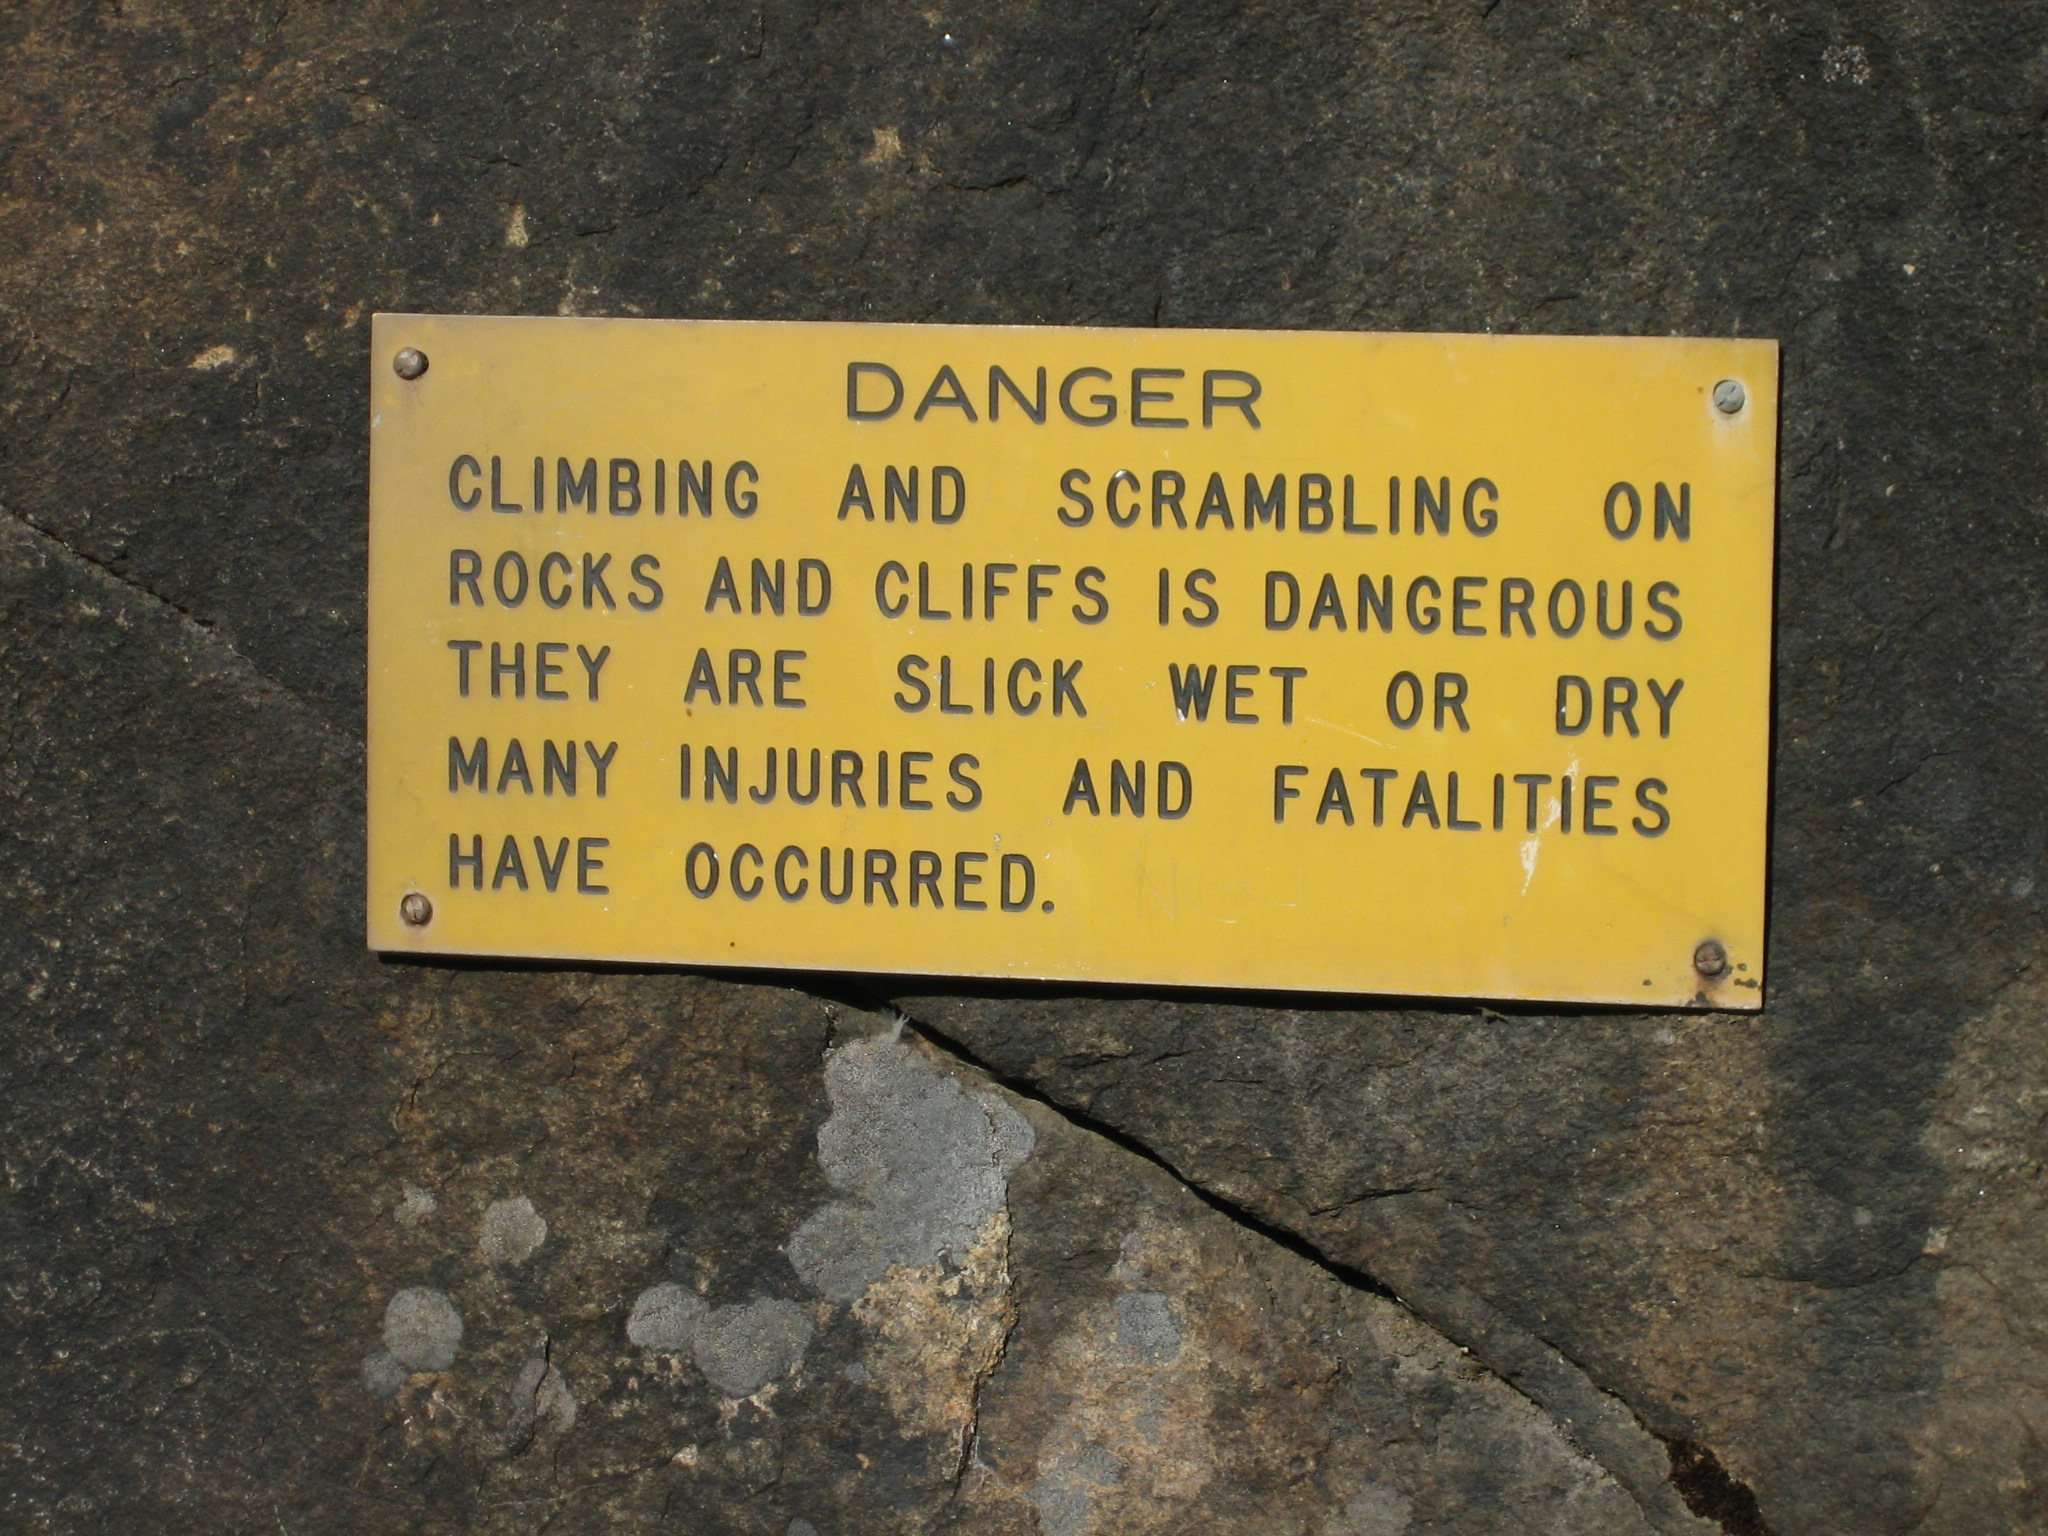 DANGER
CLIMBING AND SCRAMBLING ON
ROCKS AND CLIFFS IS DANGEROUS
THEY ARE SLICK WET OR DRY
MANY INJURIES AND FATALITIES
HAVE OCCURRED.